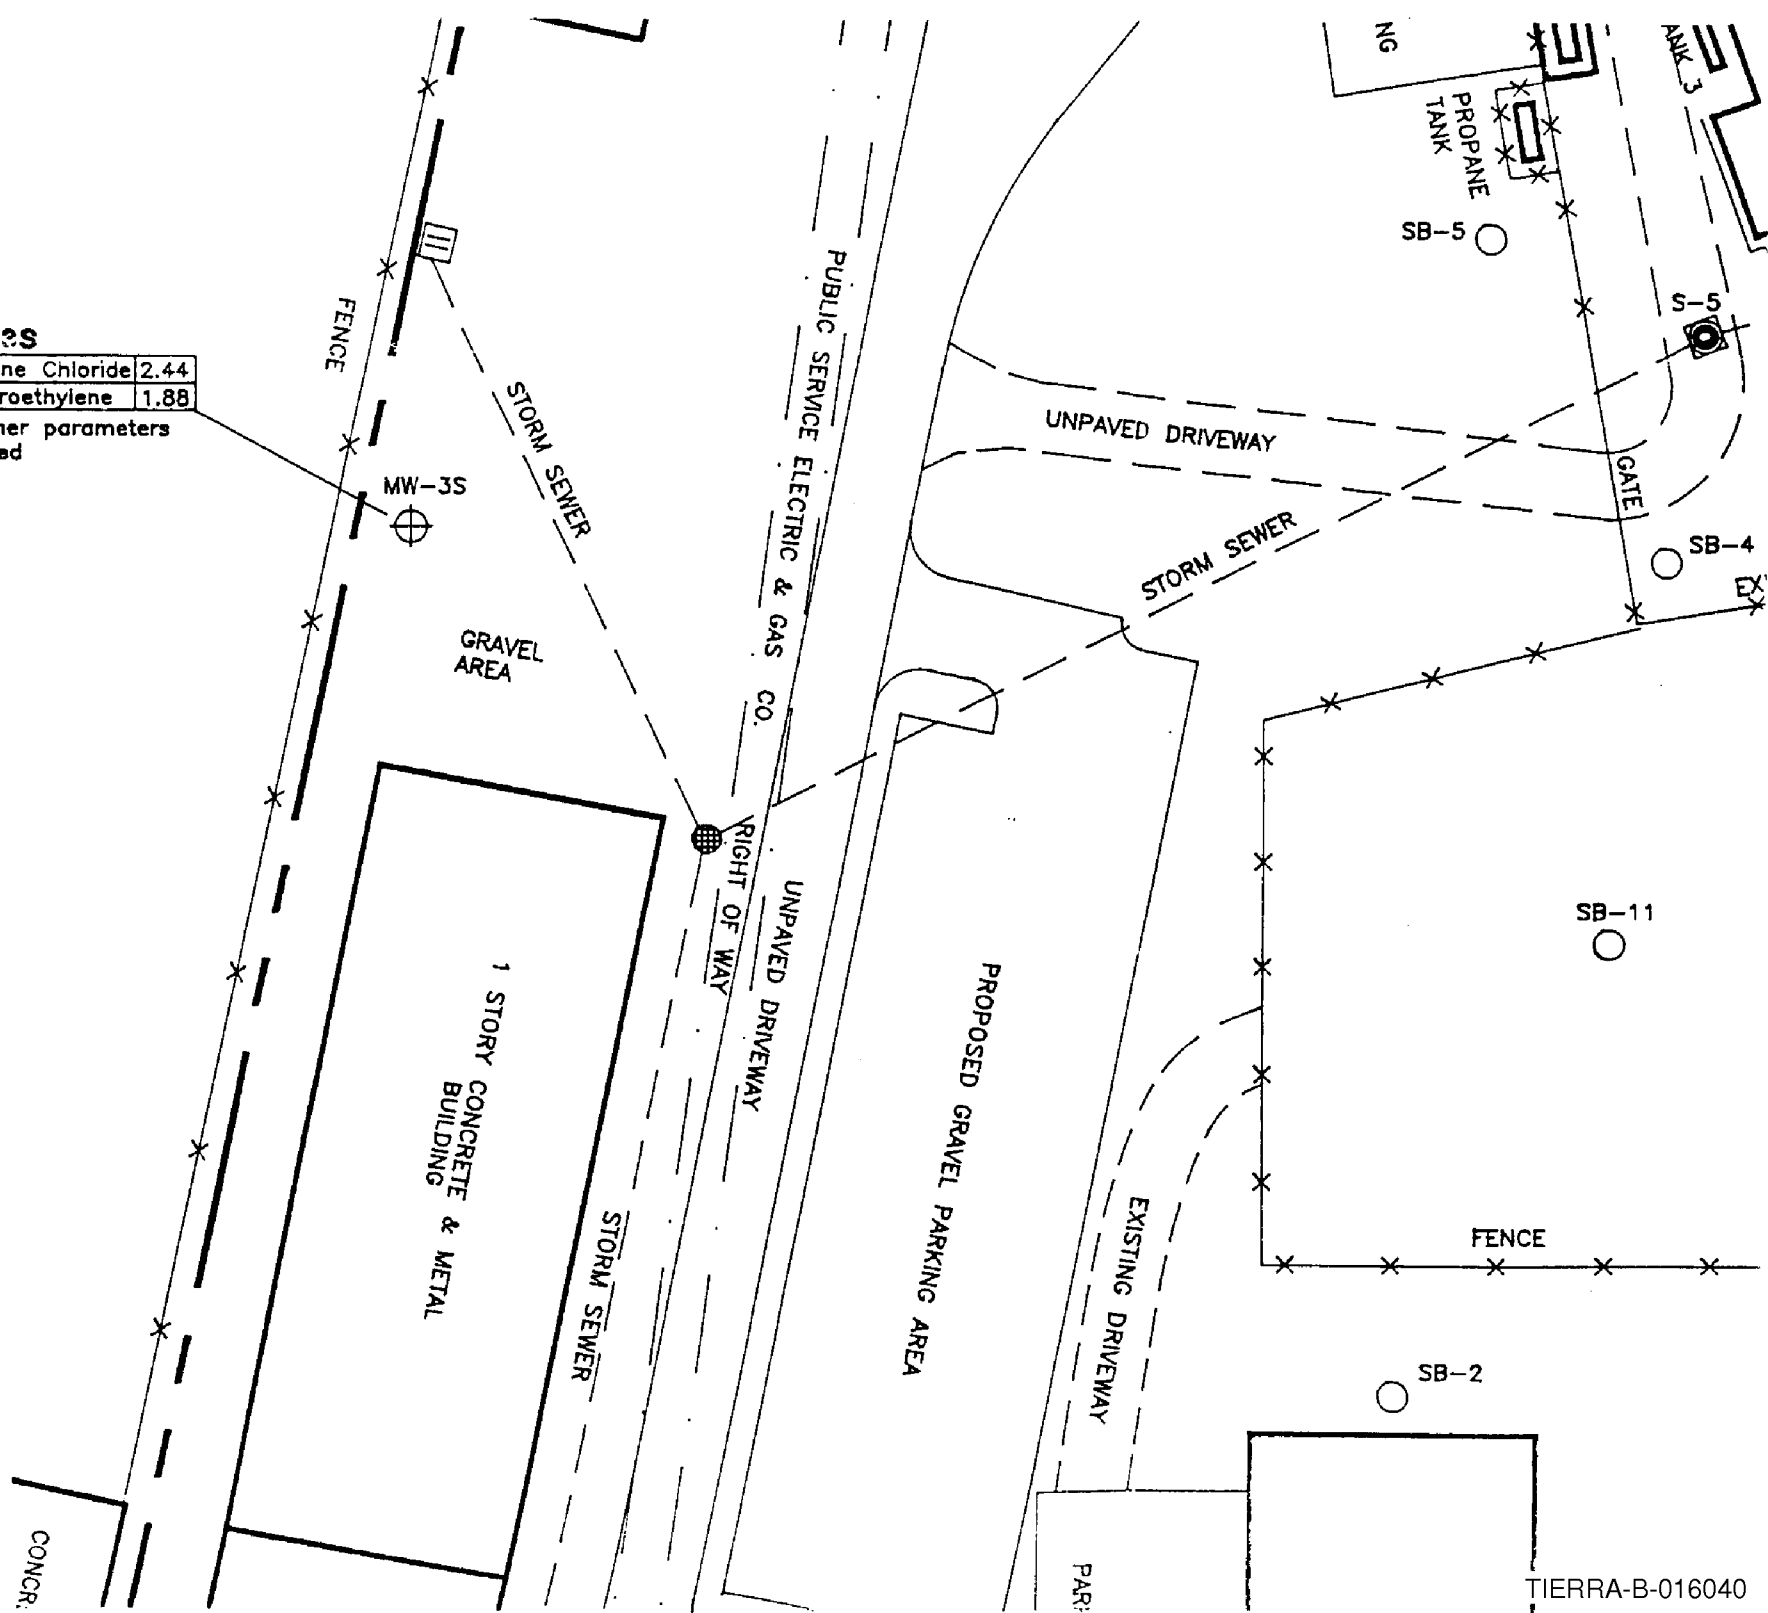 NG
TANK 3
PROPANE
TANK
SB-5
S-5
FENCE
ne Chloride 2.44
roethylene 1.88
her parameters
ed
MW-3S
STORM SEWER
PUBLIC SERVICE ELECTRIC & GAS CO.
RIGHT OF WAY
UNPAVED DRIVEWAY
GATE
STORM SEWER
SB-4
GRAVEL
AREA
UNPAVED DRIVEWAY
SB-11
1 STORY CONCRETE & METAL
BUILDING
PROPOSED GRAVEL PARKING AREA
STORM SEWER
EXISTING DRIVEWAY
FENCE
SB-2
CONCR
PAR
TIERRA-B-016040